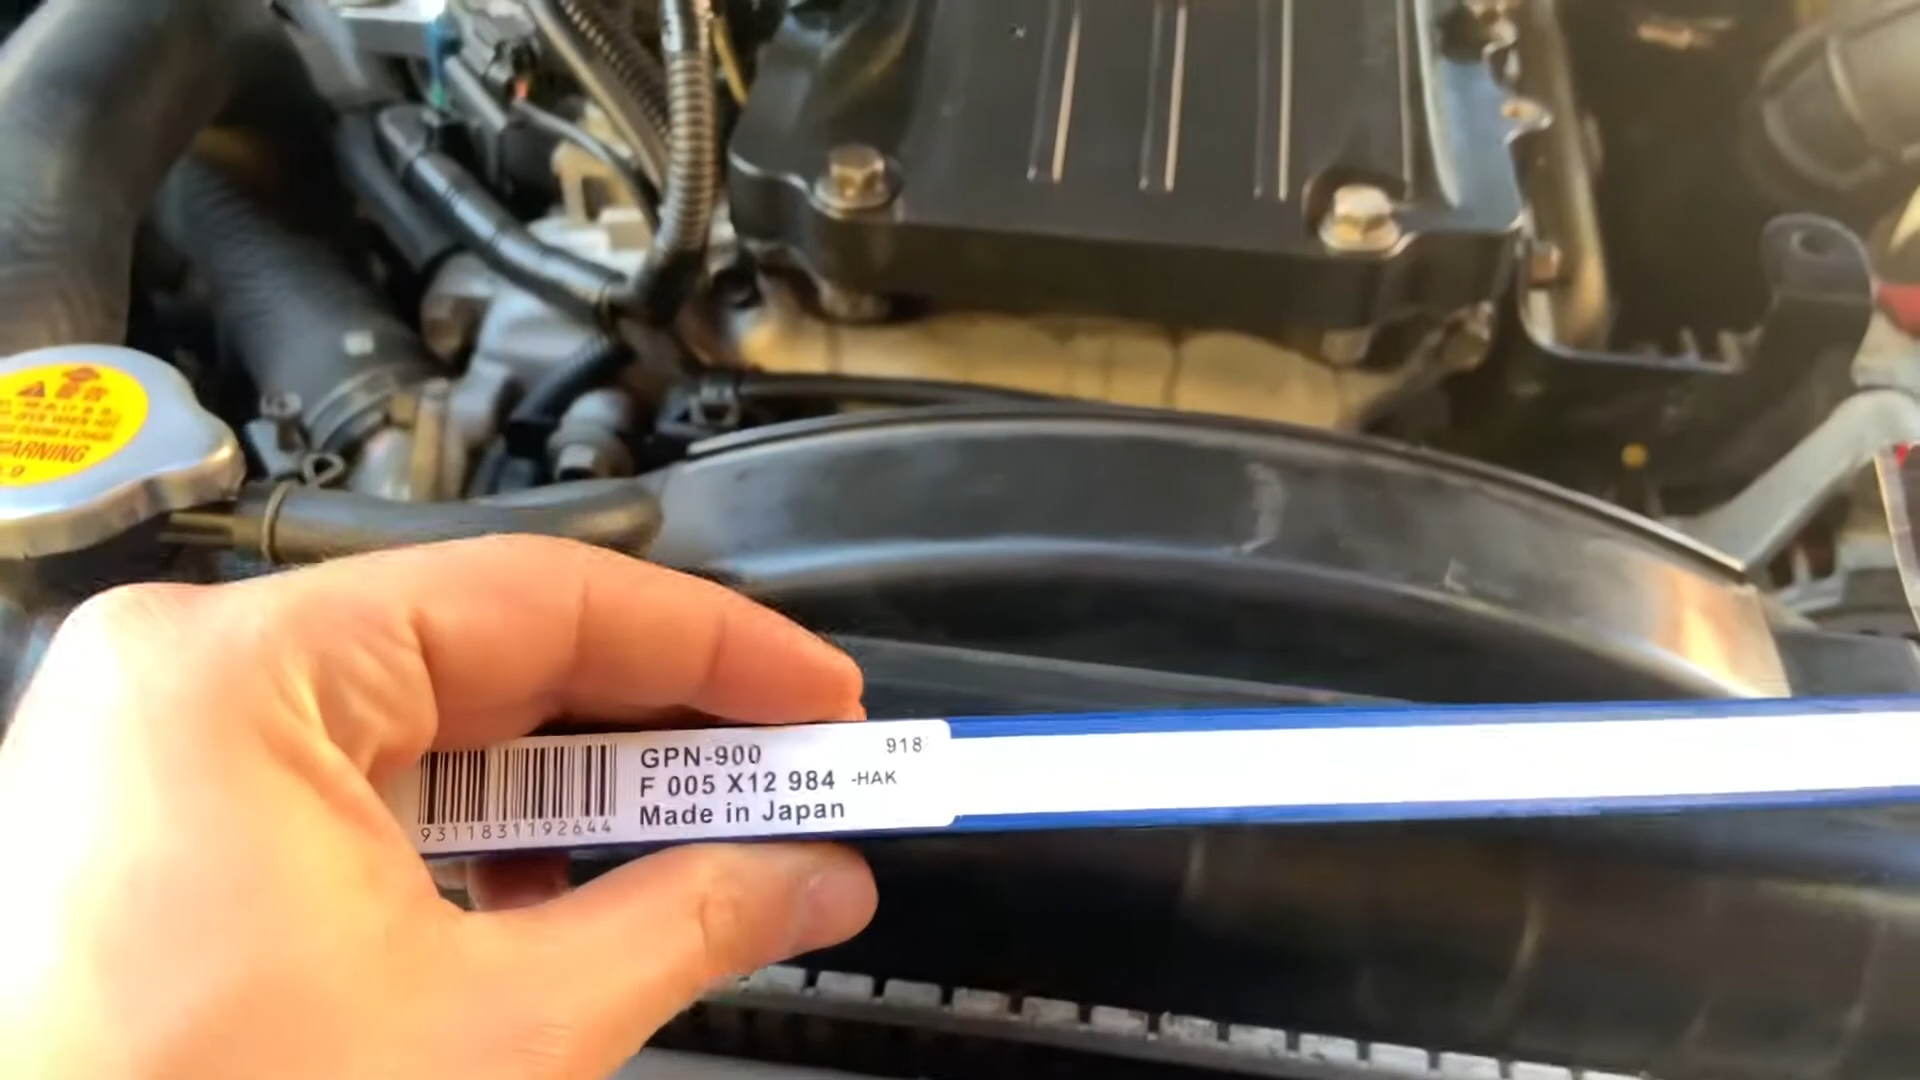 WARNING
GPN-900
918
F 005 X12 984 -HAK
Made in Japan
9311831192644